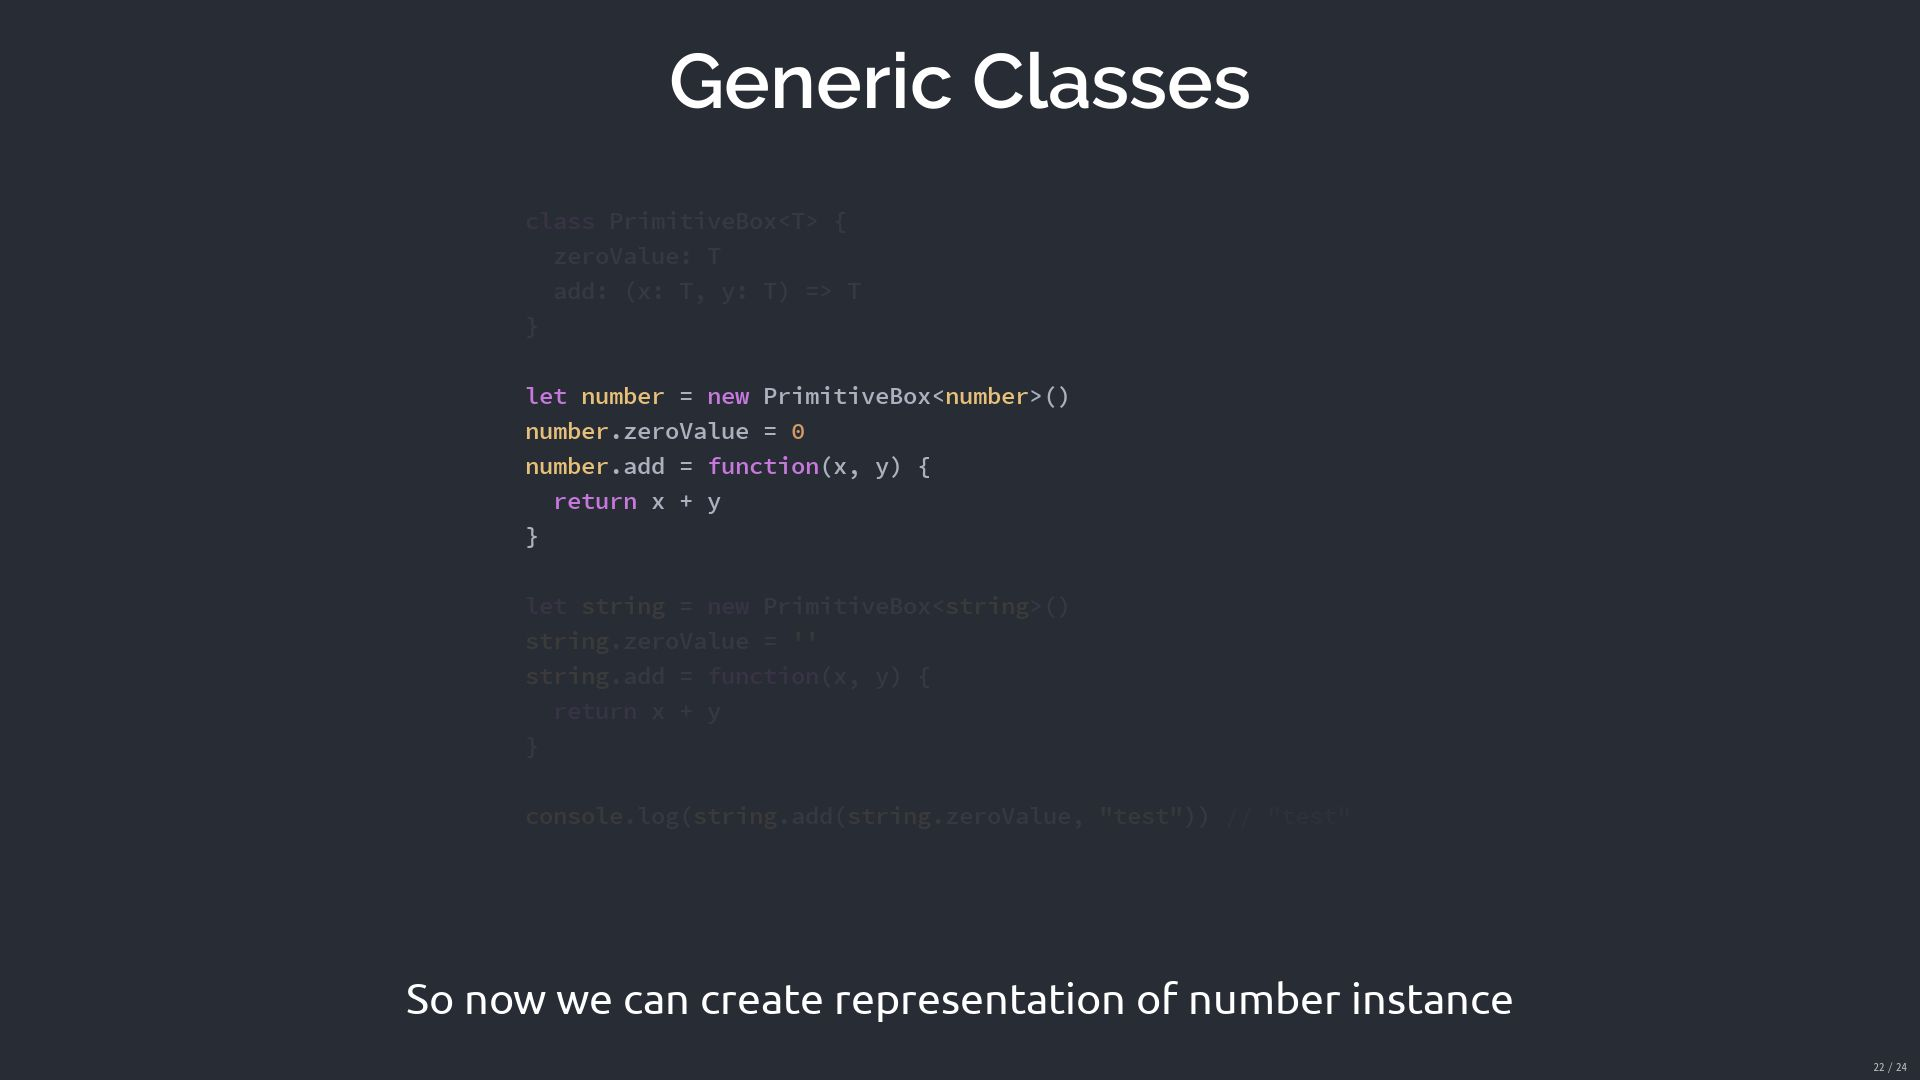 Generic Classes
class PrimitiveBox<T> {
  zeroValue: T
  add: (x: T, y: T) => T
}
let number = new PrimitiveBox<number>()
number.zeroValue = 0
number.add = function(x, y) {
  return x + y
}
let string = new PrimitiveBox<string>()
string.zeroValue = ''
string.add = function(x, y) {
  return x + y
}
console.log(string.add(string.zeroValue, "test")) // "test"
So now we can create representation of number instance
22 / 24